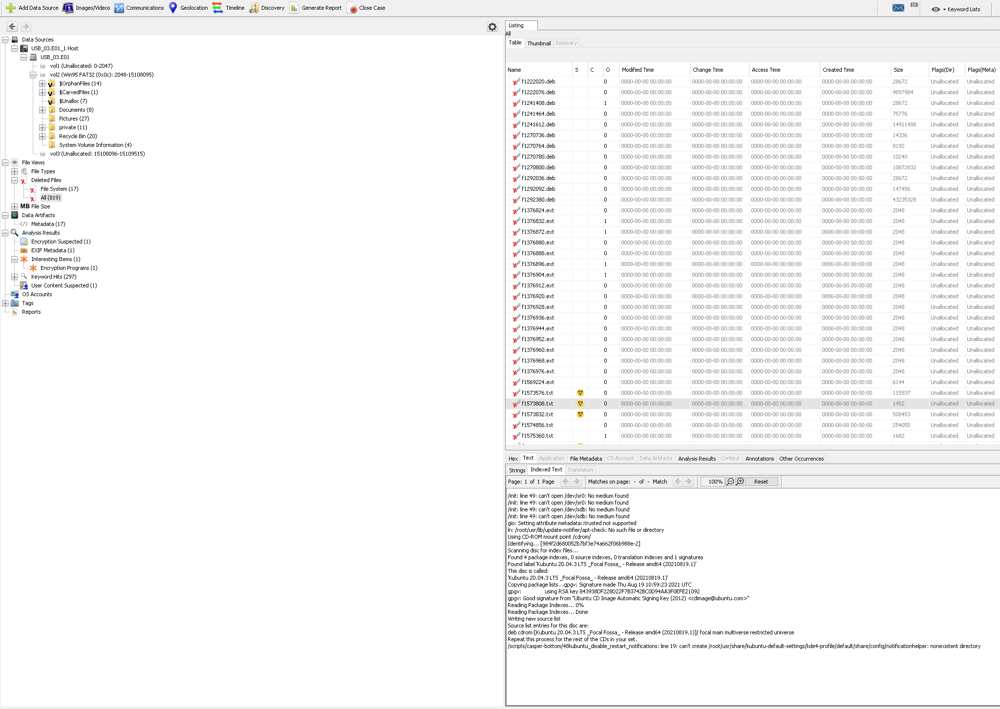 Add Data Source Images/Videos Communications Geolocation Timeline Discovery Generate Report Close Case 18 Keyword Lists
Data Sources
USB_03.E01_1 Host
USB_03.E01
vol1 (Unallocated: 0-2047)
vol2 (Win95 FAT32 (0x0c): 2048-15108095)
$OrphanFiles (14)
$CarvedFiles (1)
$Unalloc (7)
Documents (8)
Pictures (27)
private (11)
Recycle Bin (20)
System Volume Information (4)
vol3 (Unallocated: 15108096-15109515)
File Views
File Types
Deleted Files
File System (17)
All (819)
MB File Size
Data Artifacts
Metadata (17)
Analysis Results
Encryption Suspected (1)
EXIF Metadata (1)
Interesting Items (1)
Encryption Programs (1)
Keyword Hits (297)
User Content Suspected (1)
OS Accounts
Tags
Reports
Listing
All
Table Thumbnail Summary
Name S C O Modified Time Change Time Access Time Created Time Size Flags(Dir) Flags(Meta)
f1222020.deb 0 0000-00-00 00:00:00 0000-00-00 00:00:00 0000-00-00 00:00:00 0000-00-00 00:00:00 28672 Unallocated Unallocated
f1222076.deb 0 0000-00-00 00:00:00 0000-00-00 00:00:00 0000-00-00 00:00:00 0000-00-00 00:00:00 9897984 Unallocated Unallocated
f1241408.deb 1 0000-00-00 00:00:00 0000-00-00 00:00:00 0000-00-00 00:00:00 0000-00-00 00:00:00 28672 Unallocated Unallocated
f1241464.deb 0 0000-00-00 00:00:00 0000-00-00 00:00:00 0000-00-00 00:00:00 0000-00-00 00:00:00 75776 Unallocated Unallocated
f1241612.deb 0 0000-00-00 00:00:00 0000-00-00 00:00:00 0000-00-00 00:00:00 0000-00-00 00:00:00 14911488 Unallocated Unallocated
f1270736.deb 0 0000-00-00 00:00:00 0000-00-00 00:00:00 0000-00-00 00:00:00 0000-00-00 00:00:00 14336 Unallocated Unallocated
f1270764.deb 0 0000-00-00 00:00:00 0000-00-00 00:00:00 0000-00-00 00:00:00 0000-00-00 00:00:00 8192 Unallocated Unallocated
f1270780.deb 0 0000-00-00 00:00:00 0000-00-00 00:00:00 0000-00-00 00:00:00 0000-00-00 00:00:00 10240 Unallocated Unallocated
f1270800.deb 0 0000-00-00 00:00:00 0000-00-00 00:00:00 0000-00-00 00:00:00 0000-00-00 00:00:00 10872832 Unallocated Unallocated
f1292036.deb 0 0000-00-00 00:00:00 0000-00-00 00:00:00 0000-00-00 00:00:00 0000-00-00 00:00:00 28672 Unallocated Unallocated
f1292092.deb 0 0000-00-00 00:00:00 0000-00-00 00:00:00 0000-00-00 00:00:00 0000-00-00 00:00:00 147456 Unallocated Unallocated
f1292380.deb 0 0000-00-00 00:00:00 0000-00-00 00:00:00 0000-00-00 00:00:00 0000-00-00 00:00:00 43235328 Unallocated Unallocated
f1376824.ext 0 0000-00-00 00:00:00 0000-00-00 00:00:00 0000-00-00 00:00:00 0000-00-00 00:00:00 2048 Unallocated Unallocated
f1376832.ext 1 0000-00-00 00:00:00 0000-00-00 00:00:00 0000-00-00 00:00:00 0000-00-00 00:00:00 2048 Unallocated Unallocated
f1376872.ext 1 0000-00-00 00:00:00 0000-00-00 00:00:00 0000-00-00 00:00:00 0000-00-00 00:00:00 2048 Unallocated Unallocated
f1376880.ext 0 0000-00-00 00:00:00 0000-00-00 00:00:00 0000-00-00 00:00:00 0000-00-00 00:00:00 2048 Unallocated Unallocated
f1376888.ext 0 0000-00-00 00:00:00 0000-00-00 00:00:00 0000-00-00 00:00:00 0000-00-00 00:00:00 2048 Unallocated Unallocated
f1376896.ext 1 0000-00-00 00:00:00 0000-00-00 00:00:00 0000-00-00 00:00:00 0000-00-00 00:00:00 2048 Unallocated Unallocated
f1376904.ext 1 0000-00-00 00:00:00 0000-00-00 00:00:00 0000-00-00 00:00:00 0000-00-00 00:00:00 2048 Unallocated Unallocated
f1376912.ext 0 0000-00-00 00:00:00 0000-00-00 00:00:00 0000-00-00 00:00:00 0000-00-00 00:00:00 2048 Unallocated Unallocated
f1376920.ext 0 0000-00-00 00:00:00 0000-00-00 00:00:00 0000-00-00 00:00:00 0000-00-00 00:00:00 2048 Unallocated Unallocated
f1376928.ext 0 0000-00-00 00:00:00 0000-00-00 00:00:00 0000-00-00 00:00:00 0000-00-00 00:00:00 2048 Unallocated Unallocated
f1376936.ext 0 0000-00-00 00:00:00 0000-00-00 00:00:00 0000-00-00 00:00:00 0000-00-00 00:00:00 2048 Unallocated Unallocated
f1376944.ext 0 0000-00-00 00:00:00 0000-00-00 00:00:00 0000-00-00 00:00:00 0000-00-00 00:00:00 2048 Unallocated Unallocated
f1376952.ext 0 0000-00-00 00:00:00 0000-00-00 00:00:00 0000-00-00 00:00:00 0000-00-00 00:00:00 2048 Unallocated Unallocated
f1376960.ext 0 0000-00-00 00:00:00 0000-00-00 00:00:00 0000-00-00 00:00:00 0000-00-00 00:00:00 2048 Unallocated Unallocated
f1376968.ext 0 0000-00-00 00:00:00 0000-00-00 00:00:00 0000-00-00 00:00:00 0000-00-00 00:00:00 2048 Unallocated Unallocated
f1376976.ext 0 0000-00-00 00:00:00 0000-00-00 00:00:00 0000-00-00 00:00:00 0000-00-00 00:00:00 2048 Unallocated Unallocated
f1569224.ext 0 0000-00-00 00:00:00 0000-00-00 00:00:00 0000-00-00 00:00:00 0000-00-00 00:00:00 6144 Unallocated Unallocated
f1573576.txt 0 0000-00-00 00:00:00 0000-00-00 00:00:00 0000-00-00 00:00:00 0000-00-00 00:00:00 115937 Unallocated Unallocated
f1573808.txt 0 0000-00-00 00:00:00 0000-00-00 00:00:00 0000-00-00 00:00:00 0000-00-00 00:00:00 1452 Unallocated Unallocated
f1573832.txt 0 0000-00-00 00:00:00 0000-00-00 00:00:00 0000-00-00 00:00:00 0000-00-00 00:00:00 508453 Unallocated Unallocated
f1574856.txt 0 0000-00-00 00:00:00 0000-00-00 00:00:00 0000-00-00 00:00:00 0000-00-00 00:00:00 254055 Unallocated Unallocated
f1575360.txt 1 0000-00-00 00:00:00 0000-00-00 00:00:00 0000-00-00 00:00:00 0000-00-00 00:00:00 1682 Unallocated Unallocated
Hex Text Application File Metadata OS Account Data Artifacts Analysis Results Context Annotations Other Occurrences
Strings Indexed Text Translation
Page: 1 of 1 Page Matches on page: - of - Match 100% Reset
/init: line 49: can't open /dev/sr0: No medium found
/init: line 49: can't open /dev/sr0: No medium found
/init: line 49: can't open /dev/sdb: No medium found
/init: line 49: can't open /dev/sdb: No medium found
gio: Setting attribute metadata::trusted not supported
ln: /root/usr/lib/update-notifier/apt-check: No such file or directory
Using CD-ROM mount point /cdrom/
Identifying... [984f2d680052b7bf3e74a662f06b988e-2]
Scanning disc for index files...
Found 4 package indexes, 0 source indexes, 0 translation indexes and 1 signatures
Found label 'Kubuntu 20.04.3 LTS _Focal Fossa_ - Release amd64 (20210819.1)'
This disc is called:
'Kubuntu 20.04.3 LTS _Focal Fossa_ - Release amd64 (20210819.1)'
Copying package lists...gpgv: Signature made Thu Aug 19 10:59:23 2021 UTC
gpgv: using RSA key 843938DF228D22F7B3742BC0D94AA3F0EFE21092
gpgv: Good signature from "Ubuntu CD Image Automatic Signing Key (2012) <cdimage@ubuntu.com>"
Reading Package Indexes... 0%
Reading Package Indexes... Done
Writing new source list
Source list entries for this disc are:
deb cdrom:[Kubuntu 20.04.3 LTS _Focal Fossa_ - Release amd64 (20210819.1)]/ focal main multiverse restricted universe
Repeat this process for the rest of the CDs in your set.
/scripts/casper-bottom/48kubuntu_disable_restart_notifications: line 19: can't create /root/usr/share/kubuntu-default-settings/kde4-profile/default/share/config/notificationhelper: nonexistent directory